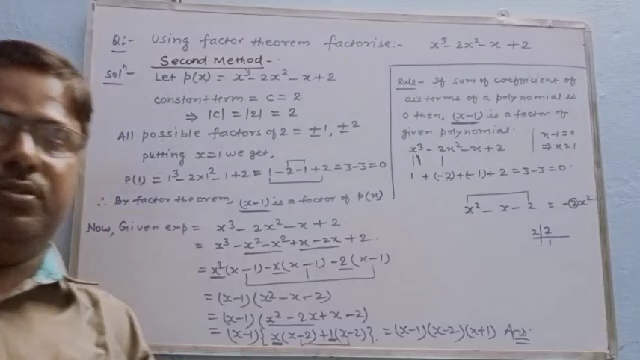 Q:- Using factor theorem factorise:- x³ - 2x² - x + 2
Second Method:-
Solⁿ- Let P(x) = x³ - 2x² - x + 2
constant term = c = 2
⇒ |c| = |2| = 2
All possible factors of 2 = ±1, ±2
putting x=1 we get,
P(1) = 1³ - 2x1² - 1 + 2 = 1 - 2 - 1 + 2 = 3 - 3 = 0
∴ By factor theorem, (x-1) is a factor of P(x)
Now, Given exp = x³ - 2x² - x + 2
= x³ - x² - x² + x - 2x + 2
= x²(x-1) - x(x-1) - 2(x-1)
= (x-1)(x² - x - 2)
= (x-1)(x² - 2x + x - 2)
= (x-1){x(x-2) + 1(x-2)} = (x-1)(x-2)(x+1) Ans.
Rule- If sum of coefficient of
all terms of a polynomial is
0 then, (x-1) is a factor of
given polynomial.
x³ - 2x² - x + 2
x-1=0
⇒ x=1
1 + (-2) + (-1) + 2 = 3 - 3 = 0
x² - x - 2 = -2x²
2|2
1